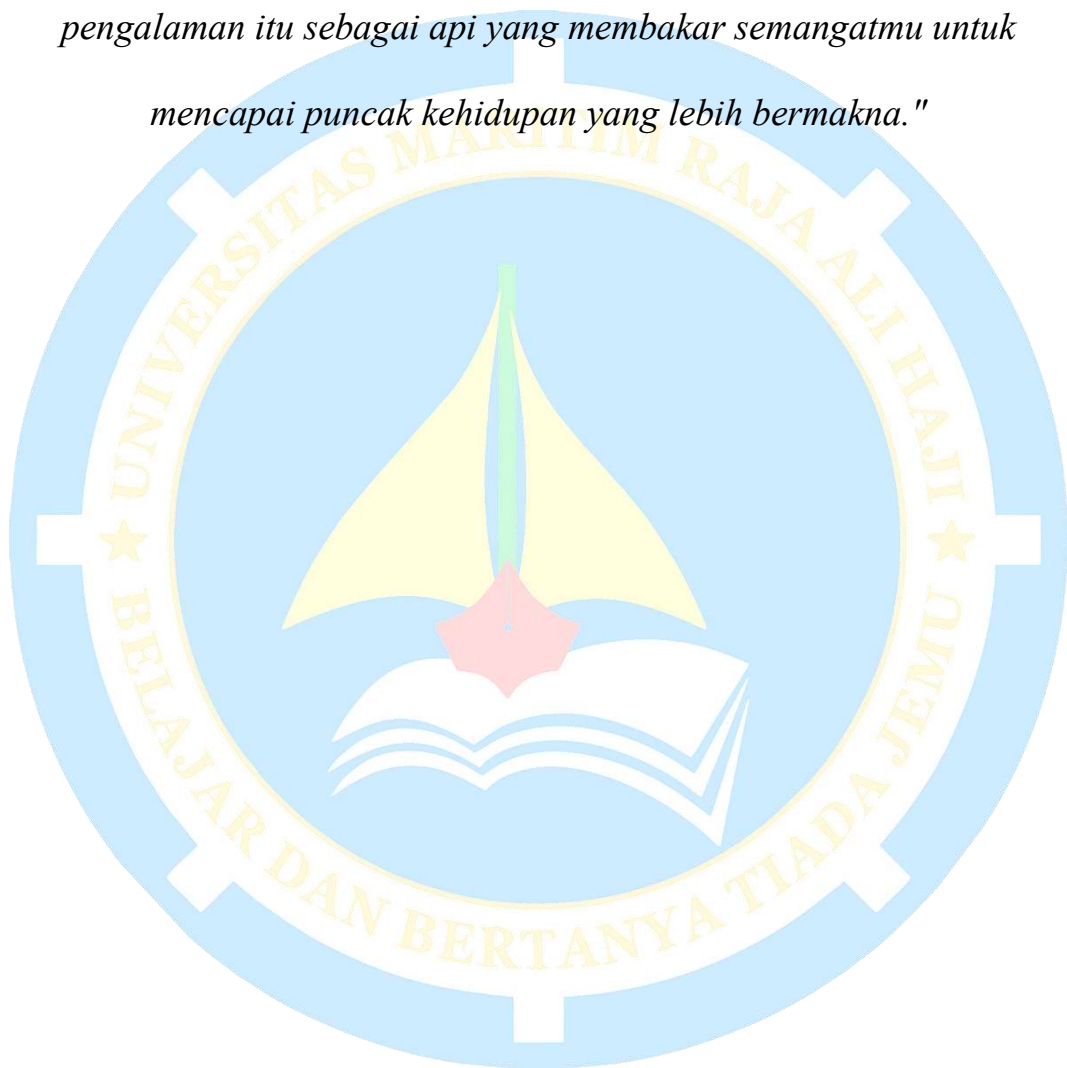 pengalaman itu sebagai api yang membakar semangatmu untuk
mencapai puncak kehidupan yang lebih bermakna."
UNIVERSITAS MARITIM RAJA ALI HAJI
BELAJAR DAN BERTANYA TIADA JEMU